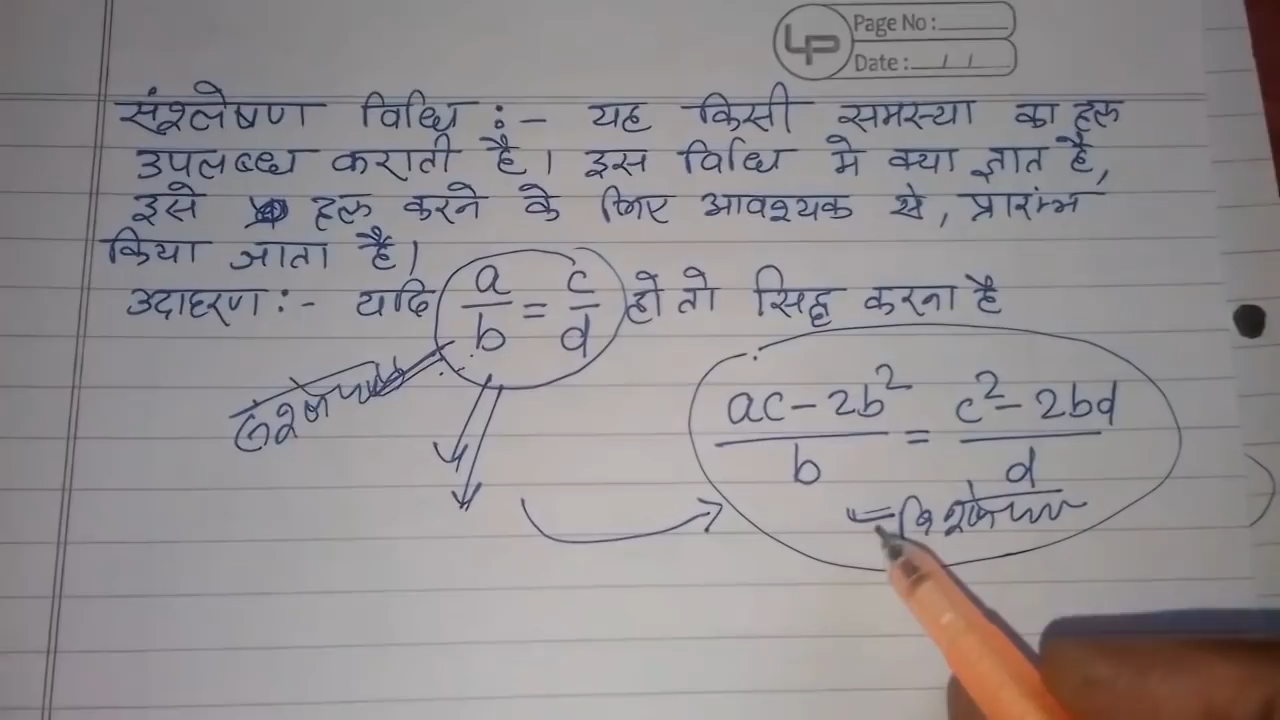 LP
Page No:
Date:
संश्लेषण विधि :- यह किसी समस्या का हल
उपलब्ध कराती है। इस विधि मे क्या ज्ञात है,
इसे हल करने के लिए आवश्यक से, प्रारंम्भ
किया जाता है।
उदाहरण :- यदि a/b = c/d हो तो सिद्ध करना है
ac - 2b² / b = c² - 2bd / d